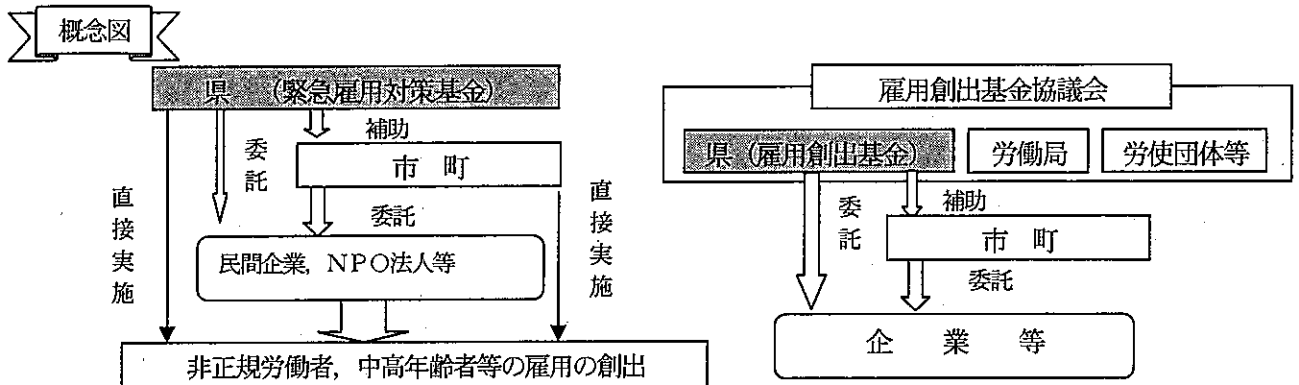 概念図
県 (緊急雇用対策基金)
補助
委託
市 町
委託
直接実施
直接実施
民間企業, NPO法人等
非正規労働者, 中高年齢者等の雇用の創出
雇用創出基金協議会
県 (雇用創出基金)
労働局
労使団体等
委託
補助
市 町
委託
企 業 等